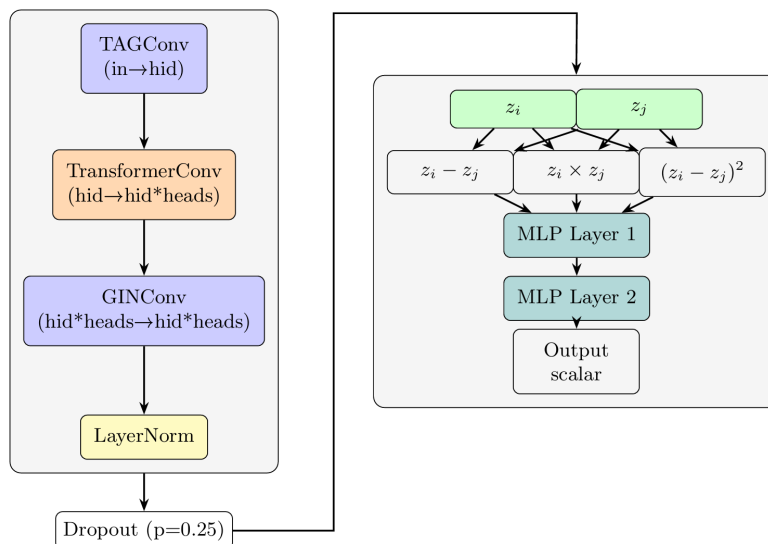 TAGConv
(in→hid)
TransformerConv
(hid→hid*heads)
GINConv
(hid*heads→hid*heads)
LayerNorm
Dropout (p=0.25)
z_i
z_j
z_i − z_j
z_i × z_j
(z_i − z_j)²
MLP Layer 1
MLP Layer 2
Output
scalar